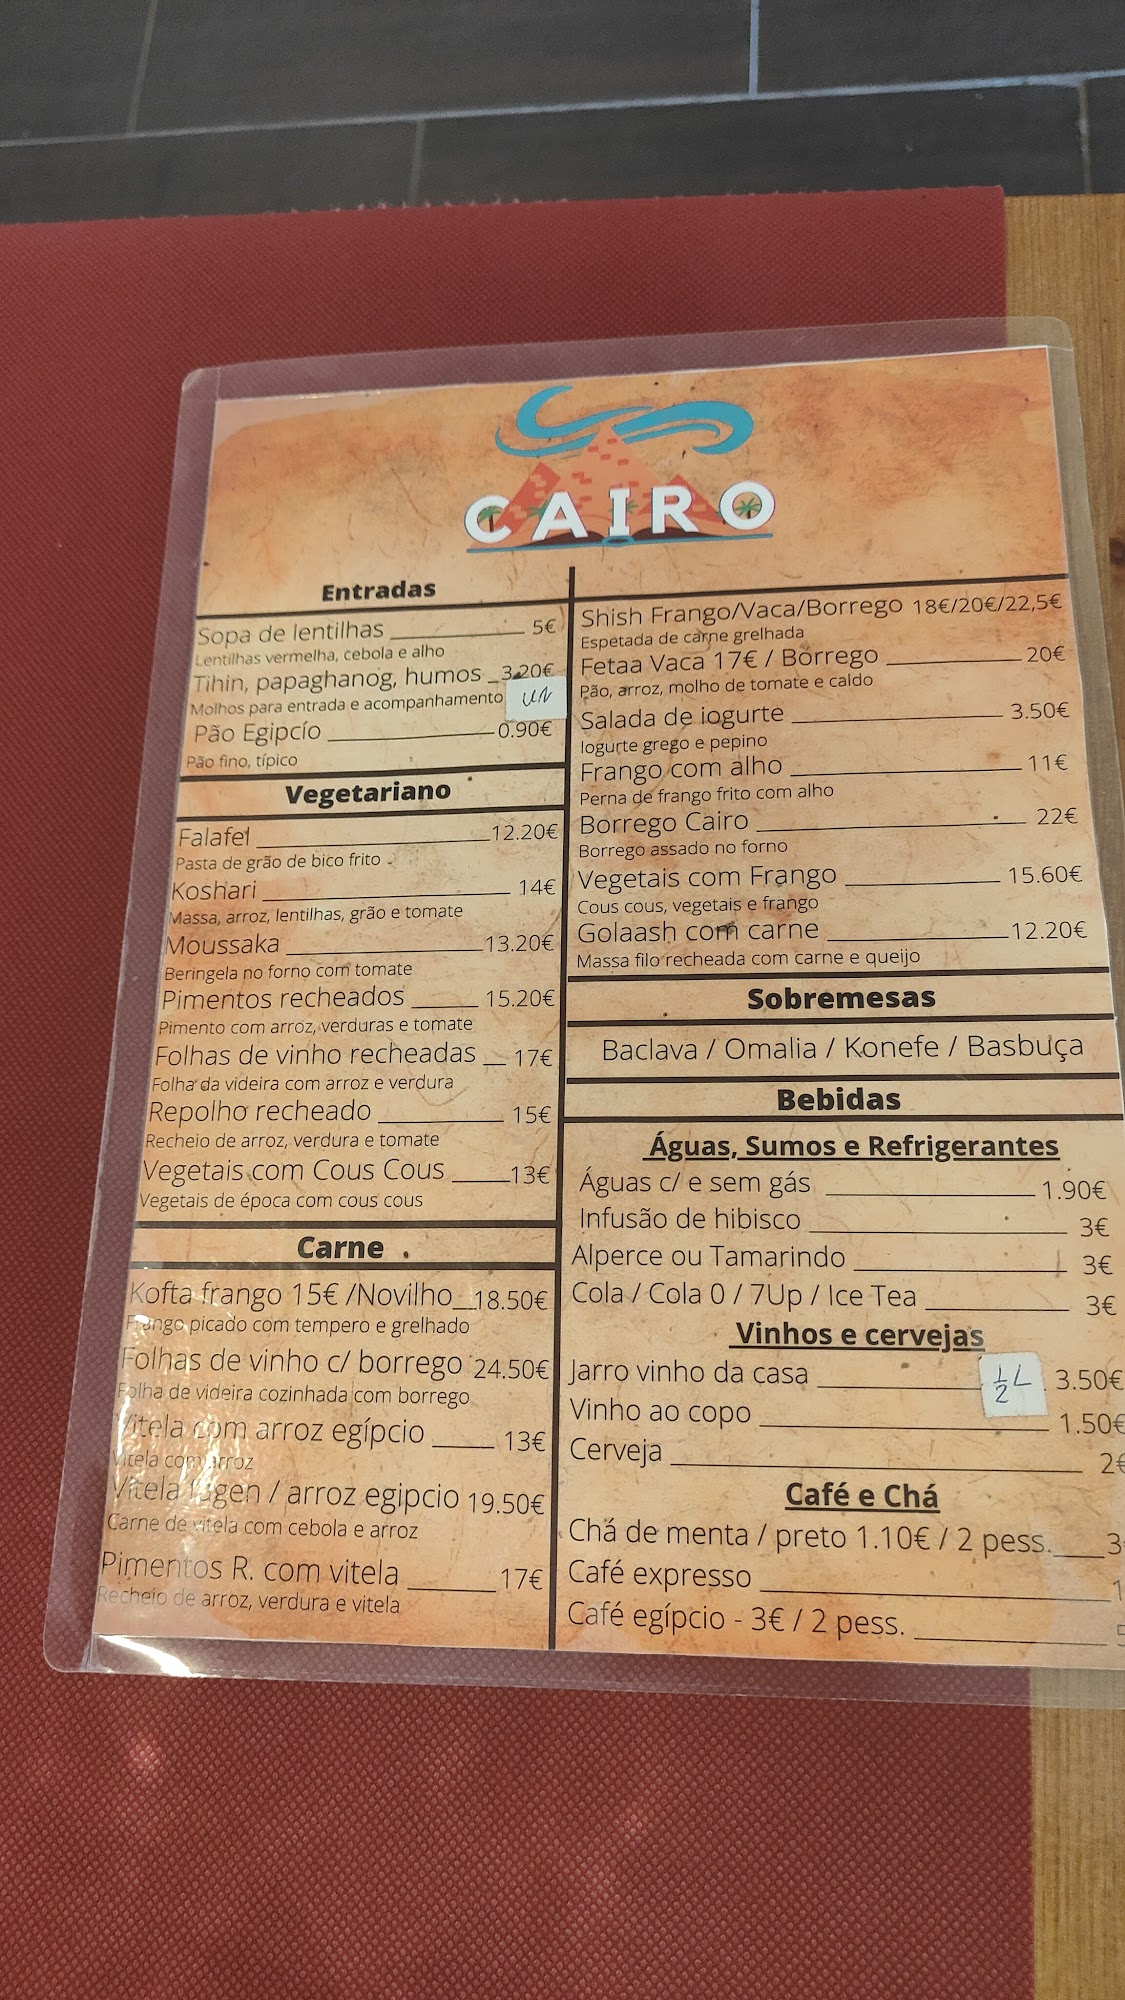 CAIRO
Entradas
Sopa de lentilhas 5€
Lentilhas vermelha, cebola e alho
Tihin, papaghanog, humos 3.20€
Molhos para entrada e acompanhamento UN
Pão Egipcío 0.90€
Pão fino, típico
Vegetariano
Falafel 12.20€
Pasta de grão de bico frito
Koshari 14€
Massa, arroz, lentilhas, grão e tomate
Moussaka 13.20€
Beringela no forno com tomate
Pimentos recheados 15.20€
Pimento com arroz, verduras e tomate
Folhas de vinho recheadas 17€
Folha da videira com arroz e verdura
Repolho recheado 15€
Recheio de arroz, verdura e tomate
Vegetais com Cous Cous 13€
Vegetais de época com cous cous
Carne
Kofta frango 15€ /Novilho 18.50€
Frango picado com tempero e grelhado
Folhas de vinho c/ borrego 24.50€
Folha de videira cozinhada com borrego
Vitela com arroz egípcio 13€
Vitela com arroz
Vitela / arroz egipcio 19.50€
Carne de vitela com cebola e arroz
Pimentos R. com vitela 17€
Recheio de arroz, verdura e vitela
Shish Frango/Vaca/Borrego 18€/20€/22,5€
Espetada de carne grelhada
Fetaa Vaca 17€ / Borrego 20€
Pão, arroz, molho de tomate e caldo
Salada de iogurte 3.50€
Iogurte grego e pepino
Frango com alho 11€
Perna de frango frito com alho
Borrego Cairo 22€
Borrego assado no forno
Vegetais com Frango 15.60€
Cous cous, vegetais e frango
Golaash com carne 12.20€
Massa filo recheada com carne e queijo
Sobremesas
Baclava / Omalia / Konefe / Basbuça
Bebidas
Águas, Sumos e Refrigerantes
Águas c/ e sem gás 1.90€
Infusão de hibisco 3€
Alperce ou Tamarindo 3€
Cola / Cola 0 / 7Up / Ice Tea 3€
Vinhos e cervejas
Jarro vinho da casa ½ L 3.50€
Vinho ao copo 1.50€
Cerveja 2€
Café e Chá
Chá de menta / preto 1.10€ / 2 pess. 3
Café expresso 1
Café egípcio - 3€ / 2 pess.